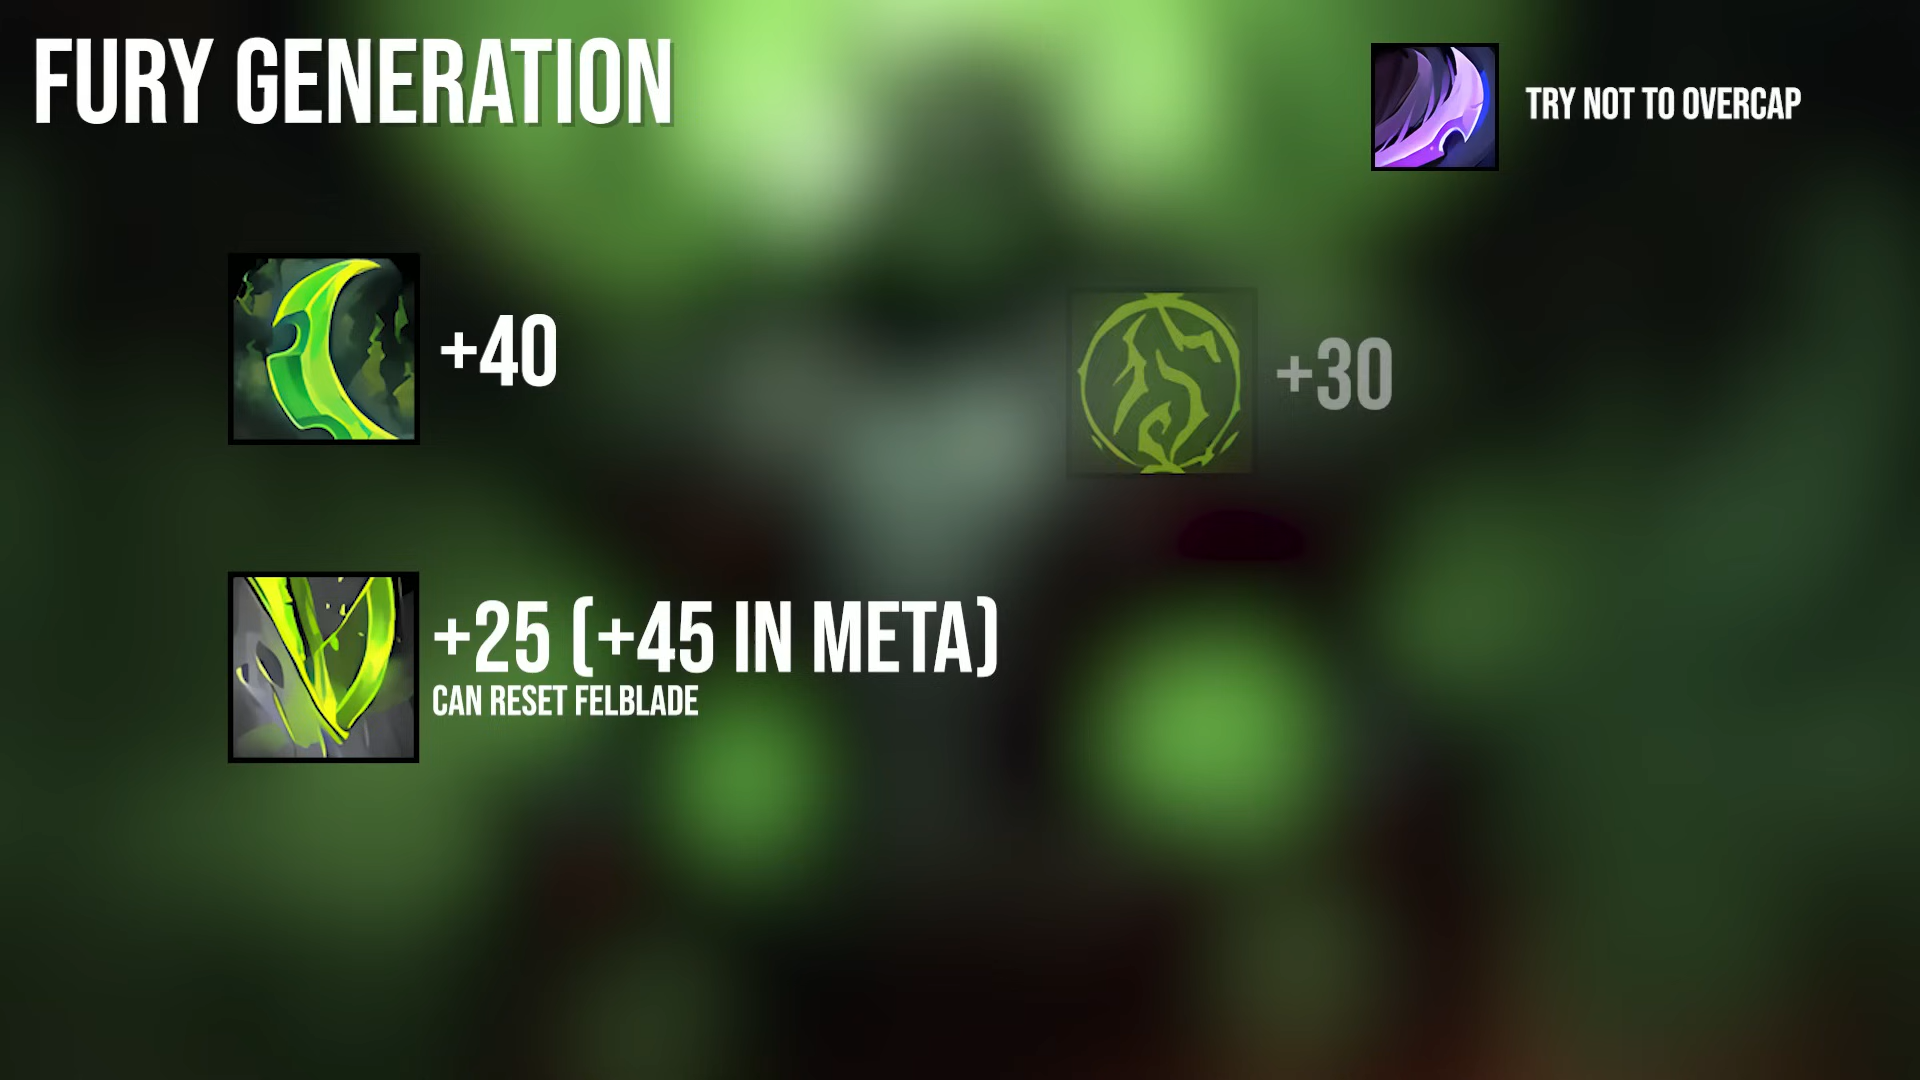 FURY GENERATION
TRY NOT TO OVERCAP
+40
+30
+25 (+45 IN META)
CAN RESET FELBLADE